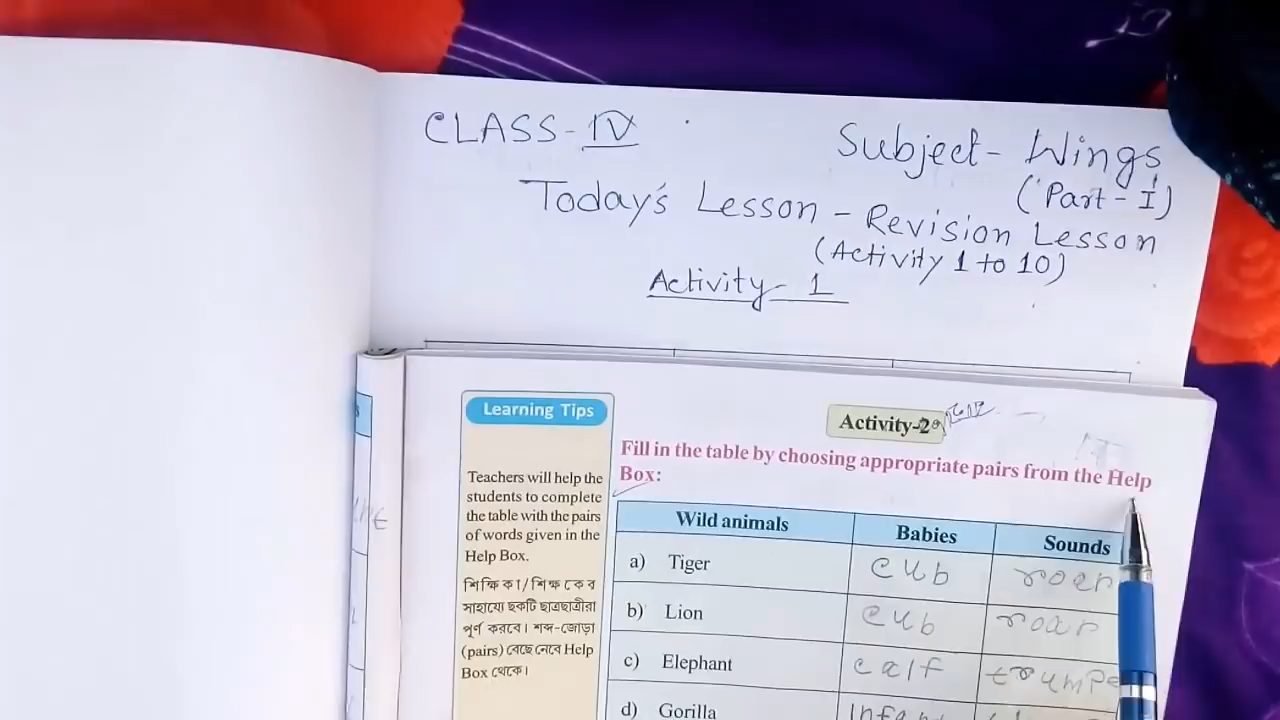 CLASS-IV
Subject- Wings
(Part-I)
Today's Lesson - Revision Lesson
(Activity 1 to 10)
Activity- 1
Learning Tips
Teachers will help the
students to complete
the table with the pairs
of words given in the
Help Box.
শিক্ষিকা/শিক্ষকের
সাহায্যে ছকটি ছাত্রছাত্রীরা
পূর্ণ করবে। শব্দ-জোড়া
(pairs) বেছে নেবে Help
Box থেকে।
Activity-2
Fill in the table by choosing appropriate pairs from the Help
Box:
Wild animals Babies Sounds
a) Tiger cub roar
b) Lion cub roar
c) Elephant calf trumpe
d) Gorilla Infan